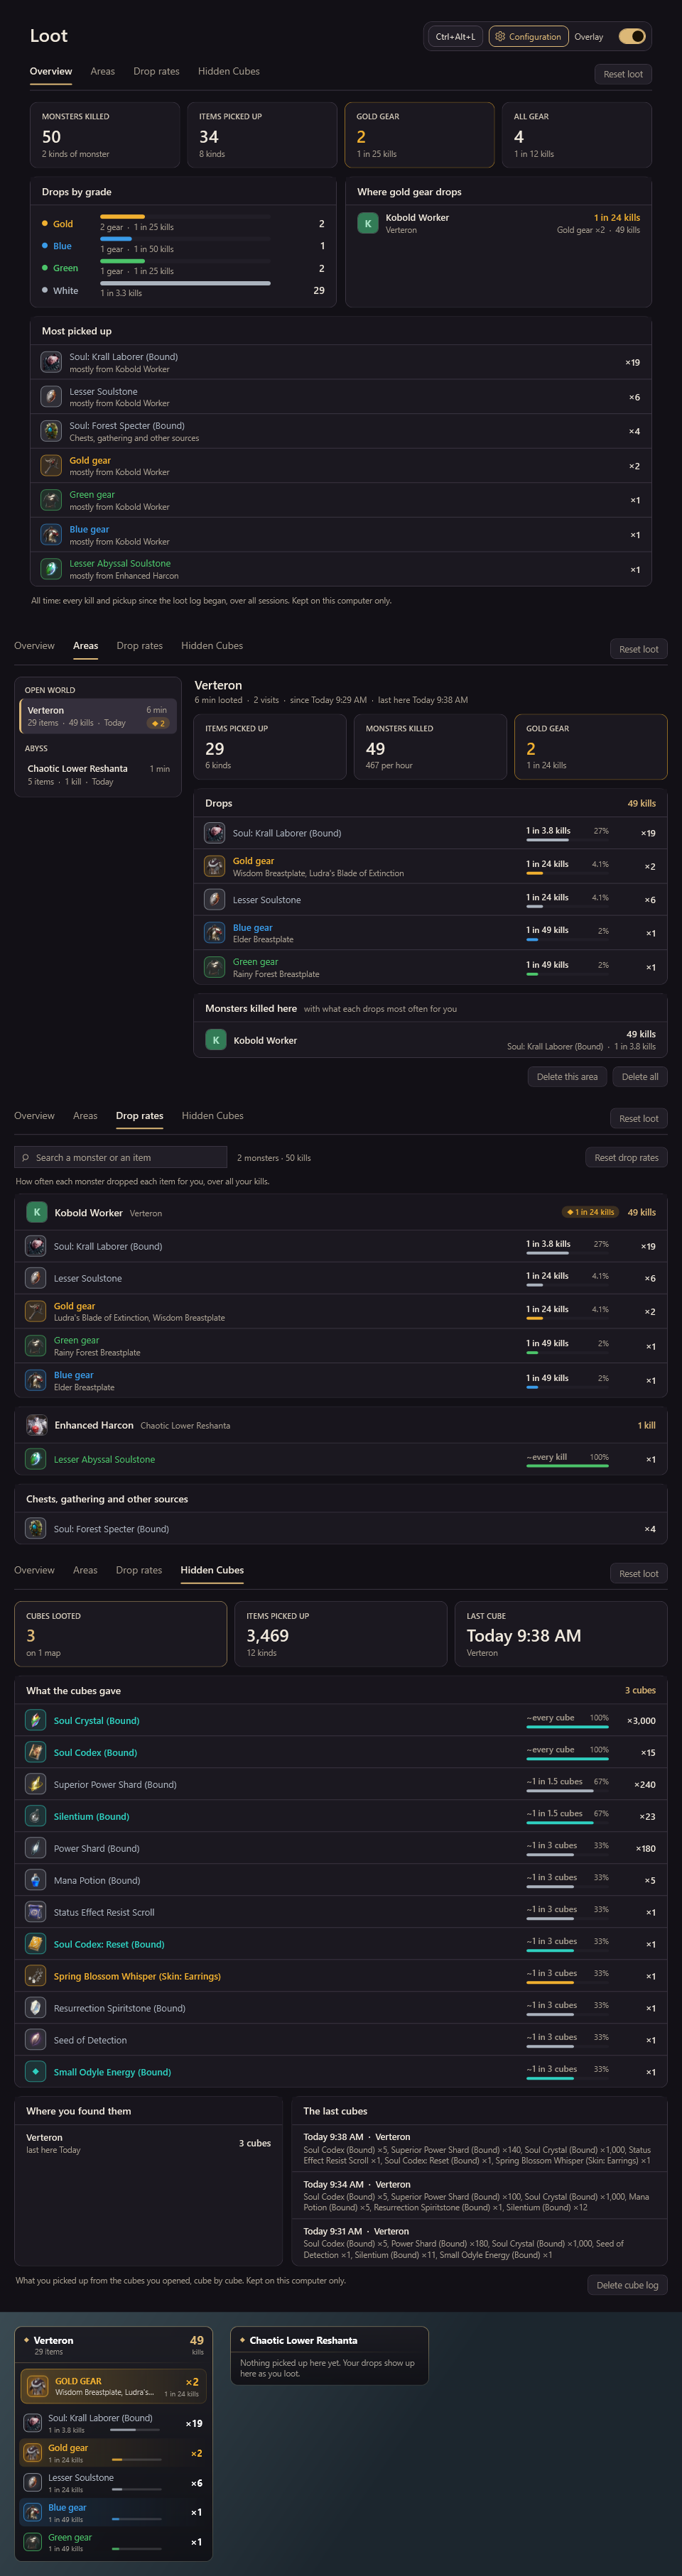 Loot
Ctrl+Alt+L
Configuration
Overlay
Overview Areas Drop rates Hidden Cubes
Reset loot
MONSTERS KILLED
50
2 kinds of monster
ITEMS PICKED UP
34
8 kinds
GOLD GEAR
2
1 in 25 kills
ALL GEAR
4
1 in 12 kills
Drops by grade
Gold
2 gear · 1 in 25 kills
2
Blue
1 gear · 1 in 50 kills
1
Green
1 gear · 1 in 25 kills
2
White
1 in 3.3 kills
29
Where gold gear drops
K
Kobold Worker
Verteron
1 in 24 kills
Gold gear ×2 · 49 kills
Most picked up
Soul: Krall Laborer (Bound)
mostly from Kobold Worker
×19
Lesser Soulstone
mostly from Kobold Worker
×6
Soul: Forest Specter (Bound)
Chests, gathering and other sources
×4
Gold gear
mostly from Kobold Worker
×2
Green gear
mostly from Kobold Worker
×1
Blue gear
mostly from Kobold Worker
×1
Lesser Abyssal Soulstone
mostly from Enhanced Harcon
×1
All time: every kill and pickup since the loot log began, over all sessions. Kept on this computer only.
Overview Areas Drop rates Hidden Cubes
Reset loot
OPEN WORLD
Verteron
6 min
29 items · 49 kills · Today
2
ABYSS
Chaotic Lower Reshanta
1 min
5 items · 1 kill · Today
Verteron
6 min looted · 2 visits · since Today 9:29 AM · last here Today 9:38 AM
ITEMS PICKED UP
29
6 kinds
MONSTERS KILLED
49
467 per hour
GOLD GEAR
2
1 in 24 kills
Drops
49 kills
Soul: Krall Laborer (Bound)
1 in 3.8 kills 27%
×19
Gold gear
Wisdom Breastplate, Ludra's Blade of Extinction
1 in 24 kills 4.1%
×2
Lesser Soulstone
1 in 24 kills 4.1%
×6
Blue gear
Elder Breastplate
1 in 49 kills 2%
×1
Green gear
Rainy Forest Breastplate
1 in 49 kills 2%
×1
Monsters killed here with what each drops most often for you
K
Kobold Worker
49 kills
Soul: Krall Laborer (Bound) · 1 in 3.8 kills
Delete this area
Delete all
Overview Areas Drop rates Hidden Cubes
Reset loot
Search a monster or an item
2 monsters · 50 kills
Reset drop rates
How often each monster dropped each item for you, over all your kills.
K
Kobold Worker Verteron
1 in 24 kills
49 kills
Soul: Krall Laborer (Bound)
1 in 3.8 kills 27%
×19
Lesser Soulstone
1 in 24 kills 4.1%
×6
Gold gear
Ludra's Blade of Extinction, Wisdom Breastplate
1 in 24 kills 4.1%
×2
Green gear
Rainy Forest Breastplate
1 in 49 kills 2%
×1
Blue gear
Elder Breastplate
1 in 49 kills 2%
×1
Enhanced Harcon Chaotic Lower Reshanta
1 kill
Lesser Abyssal Soulstone
~every kill 100%
×1
Chests, gathering and other sources
Soul: Forest Specter (Bound)
×4
Overview Areas Drop rates Hidden Cubes
Reset loot
CUBES LOOTED
3
on 1 map
ITEMS PICKED UP
3,469
12 kinds
LAST CUBE
Today 9:38 AM
Verteron
What the cubes gave
3 cubes
Soul Crystal (Bound)
~every cube 100%
×3,000
Soul Codex (Bound)
~every cube 100%
×15
Superior Power Shard (Bound)
~1 in 1.5 cubes 67%
×240
Silentium (Bound)
~1 in 1.5 cubes 67%
×23
Power Shard (Bound)
~1 in 3 cubes 33%
×180
Mana Potion (Bound)
~1 in 3 cubes 33%
×5
Status Effect Resist Scroll
~1 in 3 cubes 33%
×1
Soul Codex: Reset (Bound)
~1 in 3 cubes 33%
×1
Spring Blossom Whisper (Skin: Earrings)
~1 in 3 cubes 33%
×1
Resurrection Spiritstone (Bound)
~1 in 3 cubes 33%
×1
Seed of Detection
~1 in 3 cubes 33%
×1
Small Odyle Energy (Bound)
~1 in 3 cubes 33%
×1
Where you found them
Verteron
last here Today
3 cubes
The last cubes
Today 9:38 AM · Verteron
Soul Codex (Bound) ×5, Superior Power Shard (Bound) ×140, Soul Crystal (Bound) ×1,000, Status
Effect Resist Scroll ×1, Soul Codex: Reset (Bound) ×1, Spring Blossom Whisper (Skin: Earrings) ×1
Today 9:34 AM · Verteron
Soul Codex (Bound) ×5, Superior Power Shard (Bound) ×100, Soul Crystal (Bound) ×1,000, Mana
Potion (Bound) ×5, Resurrection Spiritstone (Bound) ×1, Silentium (Bound) ×12
Today 9:31 AM · Verteron
Soul Codex (Bound) ×5, Power Shard (Bound) ×180, Soul Crystal (Bound) ×1,000, Seed of
Detection ×1, Silentium (Bound) ×11, Small Odyle Energy (Bound) ×1
What you picked up from the cubes you opened, cube by cube. Kept on this computer only.
Delete cube log
Verteron
29 items
49
kills
GOLD GEAR
Wisdom Breastplate, Ludra's...
×2
1 in 24 kills
Soul: Krall Laborer (Bound)
1 in 3.8 kills
×19
Gold gear
1 in 24 kills
×2
Lesser Soulstone
1 in 24 kills
×6
Blue gear
1 in 49 kills
×1
Green gear
1 in 49 kills
×1
Chaotic Lower Reshanta
Nothing picked up here yet. Your drops show up
here as you loot.